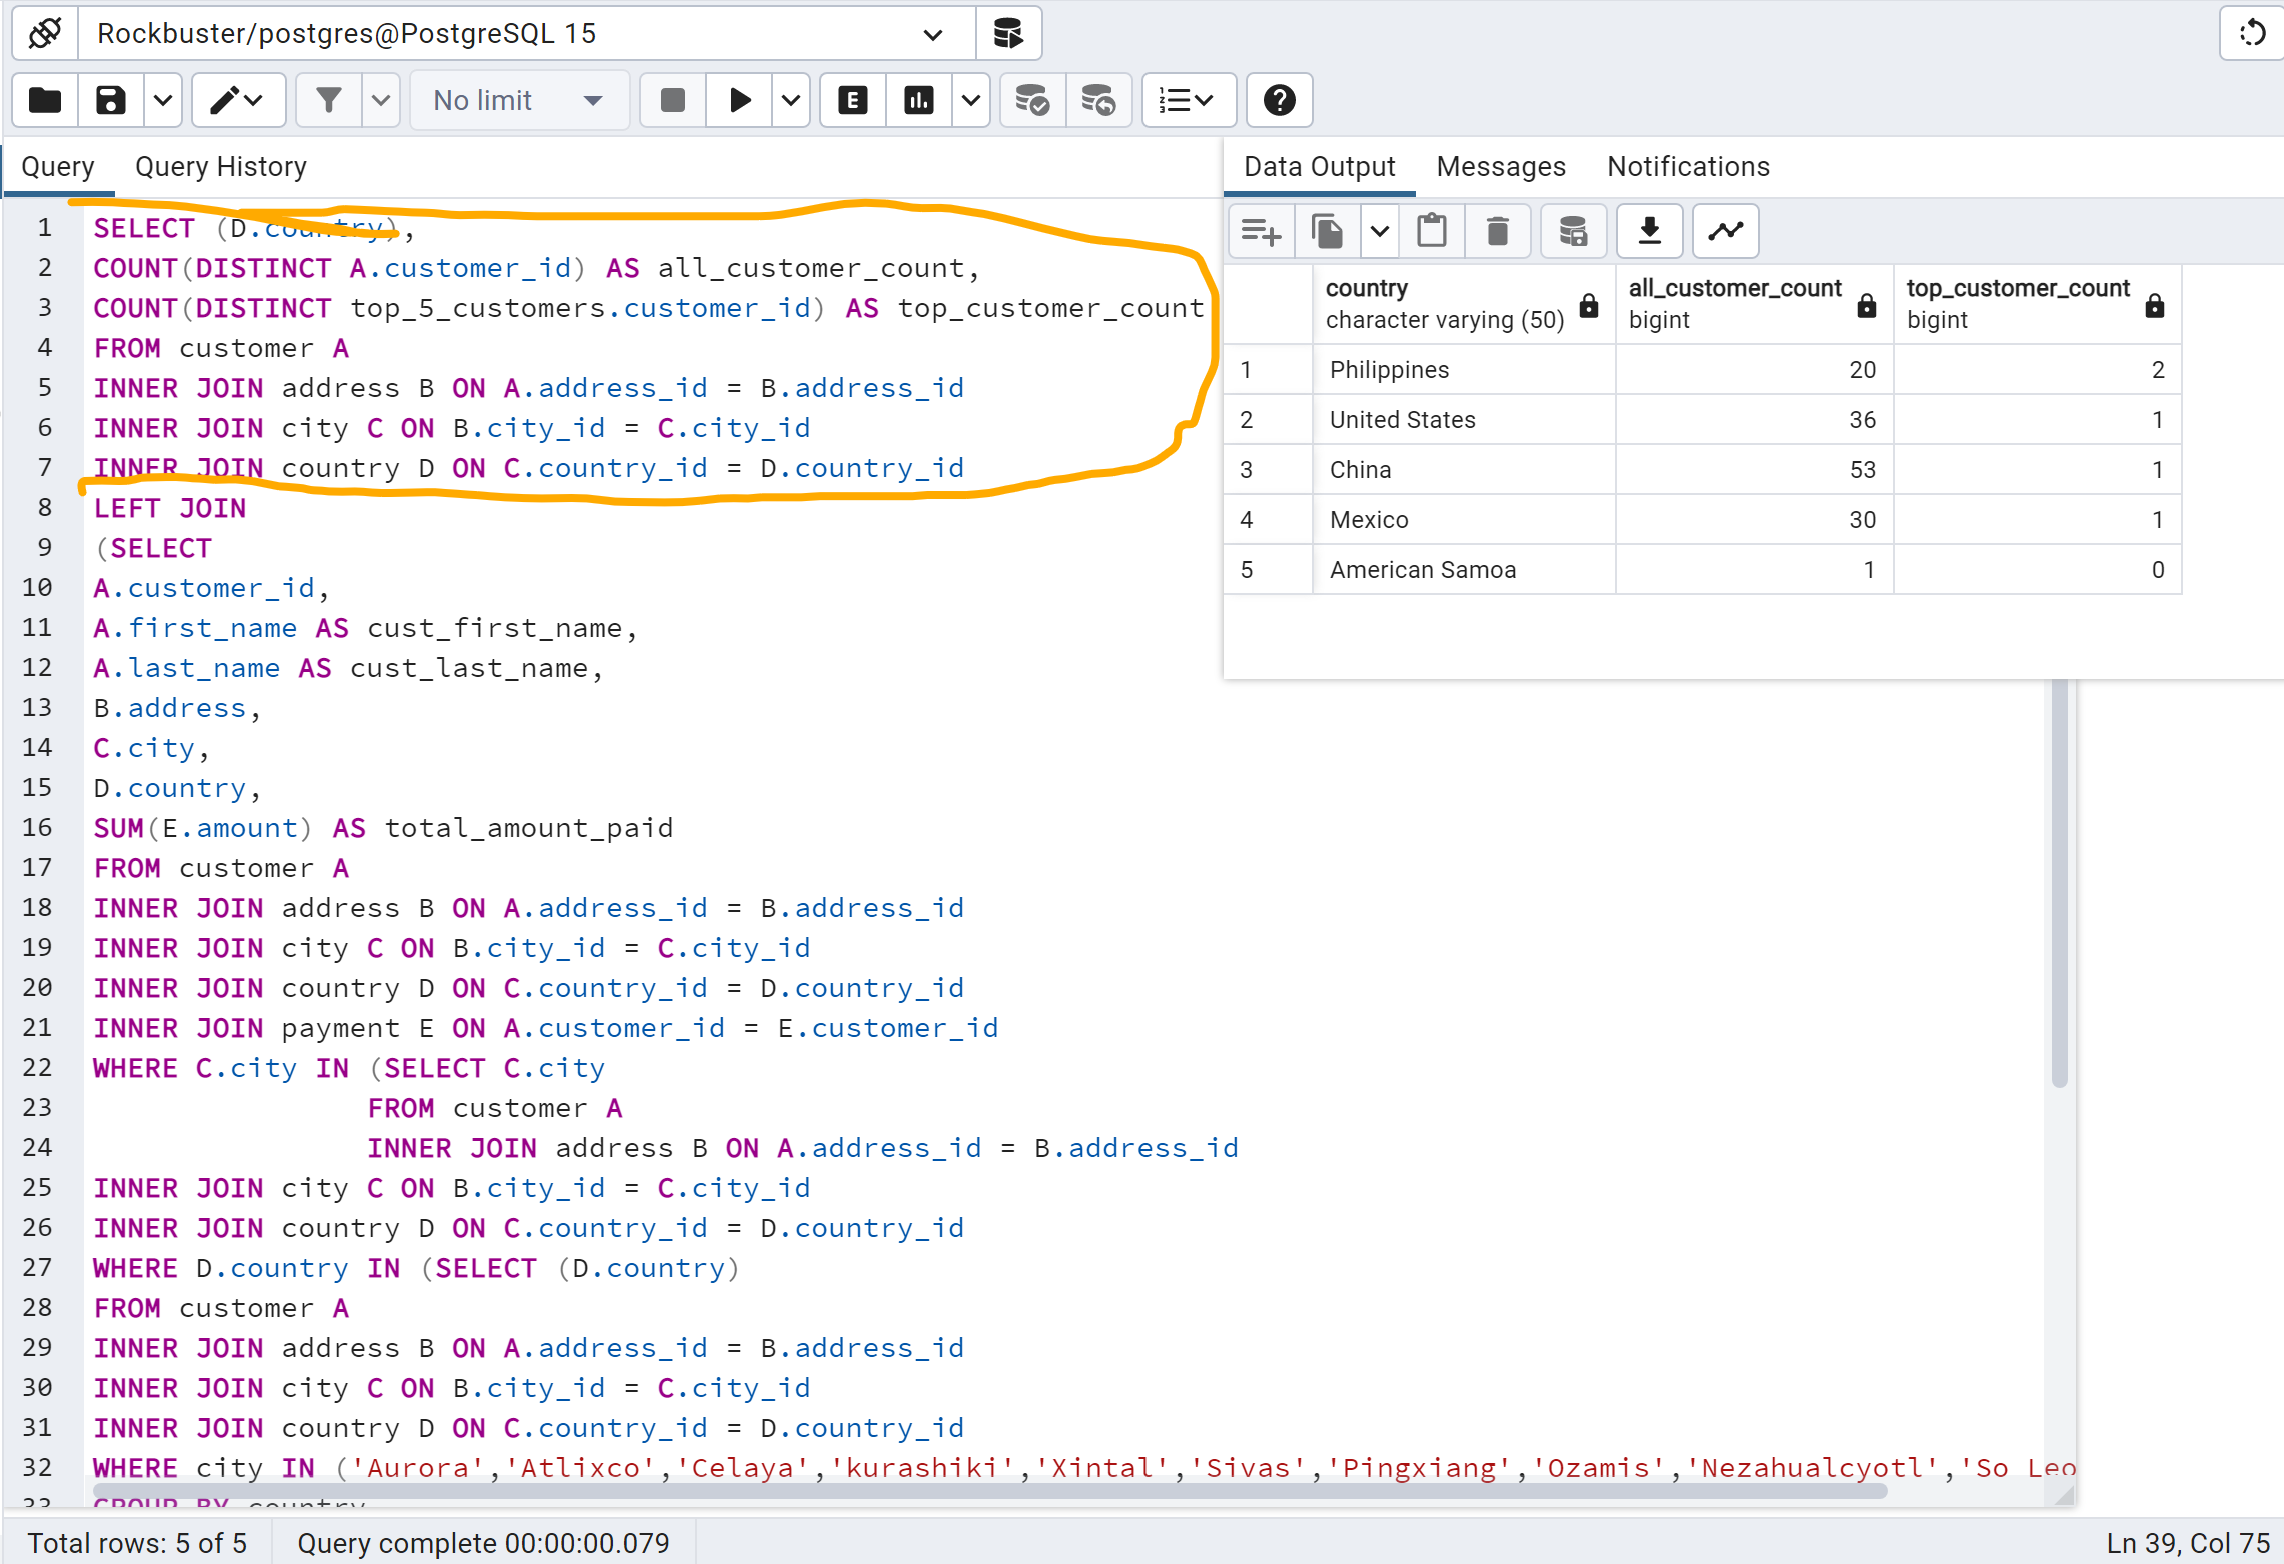 Rockbuster/postgres@PostgreSQL 15
No limit
E
Query
Query History
1 SELECT (D.country),
2 COUNT(DISTINCT A.customer_id) AS all_customer_count,
3 COUNT(DISTINCT top_5_customers.customer_id) AS top_customer_count
4 FROM customer A
5 INNER JOIN address B ON A.address_id = B.address_id
6 INNER JOIN city C ON B.city_id = C.city_id
7 INNER JOIN country D ON C.country_id = D.country_id
8 LEFT JOIN
9 (SELECT
10 A.customer_id,
11 A.first_name AS cust_first_name,
12 A.last_name AS cust_last_name,
13 B.address,
14 C.city,
15 D.country,
16 SUM(E.amount) AS total_amount_paid
17 FROM customer A
18 INNER JOIN address B ON A.address_id = B.address_id
19 INNER JOIN city C ON B.city_id = C.city_id
20 INNER JOIN country D ON C.country_id = D.country_id
21 INNER JOIN payment E ON A.customer_id = E.customer_id
22 WHERE C.city IN (SELECT C.city
23 FROM customer A
24 INNER JOIN address B ON A.address_id = B.address_id
25 INNER JOIN city C ON B.city_id = C.city_id
26 INNER JOIN country D ON C.country_id = D.country_id
27 WHERE D.country IN (SELECT (D.country)
28 FROM customer A
29 INNER JOIN address B ON A.address_id = B.address_id
30 INNER JOIN city C ON B.city_id = C.city_id
31 INNER JOIN country D ON C.country_id = D.country_id
32 WHERE city IN ('Aurora','Atlixco','Celaya','kurashiki','Xintal','Sivas','Pingxiang','Ozamis','Nezahualcyotl','So Leo
33 GROUP BY country
Data Output
Messages
Notifications
country all_customer_count top_customer_count
character varying (50) bigint bigint
1 Philippines 20 2
2 United States 36 1
3 China 53 1
4 Mexico 30 1
5 American Samoa 1 0
Total rows: 5 of 5
Query complete 00:00:00.079
Ln 39, Col 75